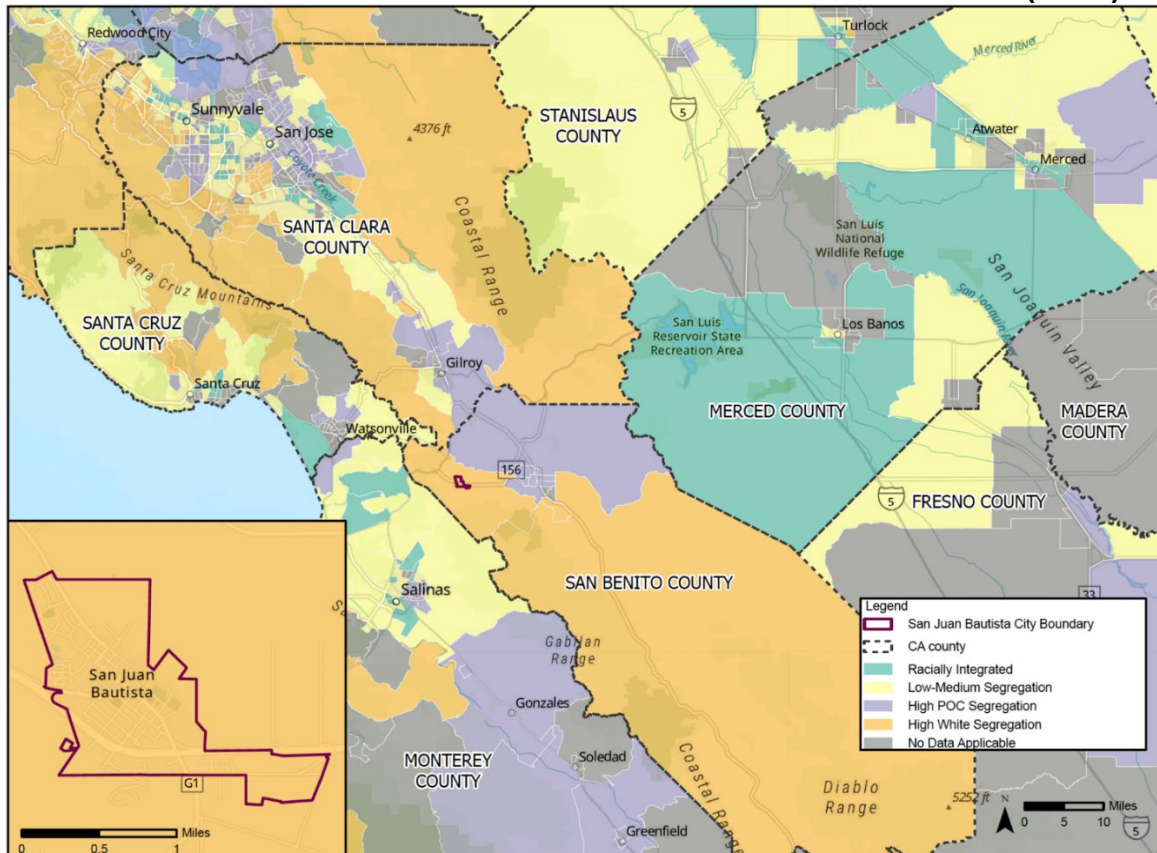 Redwood City
Sunnyvale
San Jose
Coyote Creek
4376 ft
STANISLAUS
COUNTY
5
Turlock
Merced River
Atwater
Merced
SANTA CLARA
COUNTY
Coastal Range
San Luis
National
Wildlife Refuge
Santa Cruz Mountains
SANTA CRUZ
COUNTY
Santa Cruz
Gilroy
San Luis
Reservoir State
Recreation Area
Los Banos
San Joaquin Valley
MERCED COUNTY
MADERA
COUNTY
Watsonville
156
5
FRESNO COUNTY
Salinas
SAN BENITO COUNTY
33
Gabilan
Range
Gonzales
Soledad
MONTEREY
COUNTY
Greenfield
Coastal Range
Diablo
Range
5252 ft
5
San Juan
Bautista
G1
Miles
0 0.5 1
Legend
San Juan Bautista City Boundary
CA county
Racially Integrated
Low-Medium Segregation
High POC Segregation
High White Segregation
No Data Applicable
Miles
0 5 10